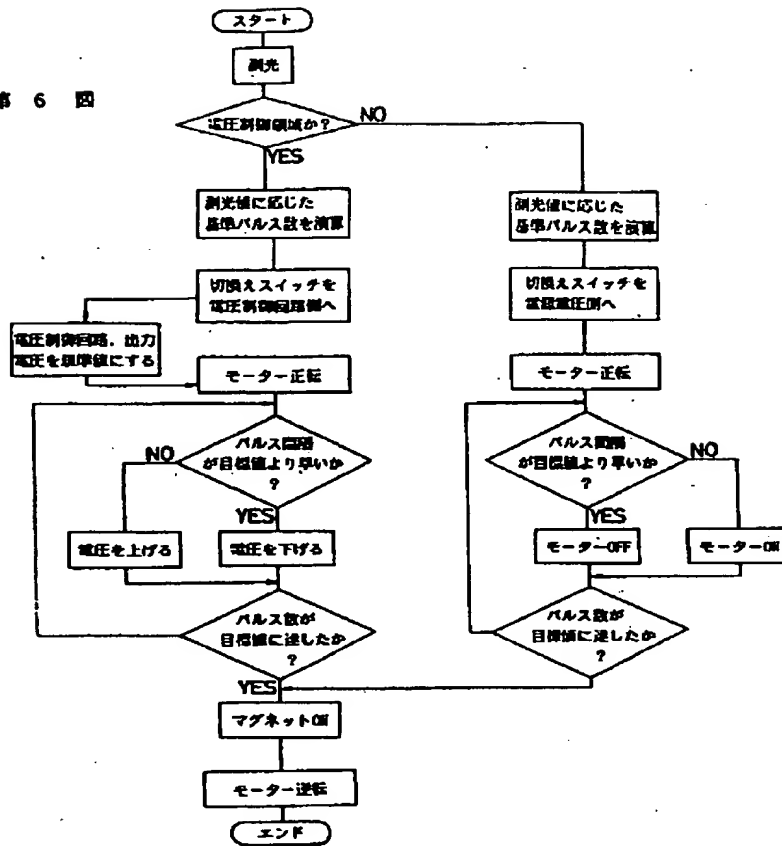 第 6 図
スタート
測光
電圧制御領域か?
NO
YES
測光値に応じた
基準パルス数を演算
測光値に応じた
基準パルス数を演算
切換えスイッチを
電圧制御回路側へ
切換えスイッチを
電源電圧側へ
電圧制御回路、出力
電圧を規準値にする
モーター正転
モーター正転
パルス間隔
が目標値より早いか
?
NO
YES
パルス間隔
が目標値より早いか
?
NO
YES
電圧を上げる
電圧を下げる
モーターOFF
モーターON
パルス数が
目標値に達したか
?
パルス数が
目標値に達したか
?
YES
マグネットON
モーター逆転
エンド